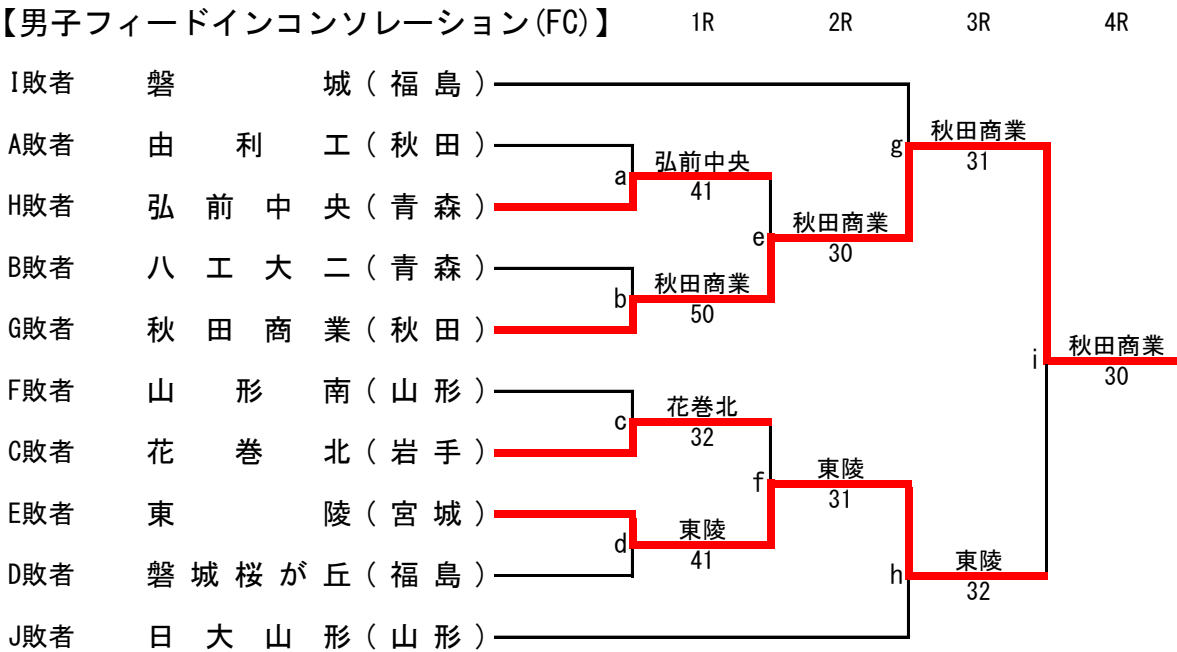 【男子フィードインコンソレーション(FC)】 1R 2R 3R 4R
I敗者 磐城(福島)
秋田商業
A敗者 由利工(秋田) g
31
弘前中央
a
41
H敗者 弘前中央(青森)
秋田商業
e
30
B敗者 八工大二(青森)
秋田商業
b
50
G敗者 秋田商業(秋田)
秋田商業
i
30
F敗者 山形南(山形)
花巻北
c
32
C敗者 花巻北(岩手)
東陵
f
31
E敗者 東陵(宮城)
東陵
d
41
D敗者 磐城桜が丘(福島)
東陵
h
32
J敗者 日大山形(山形)